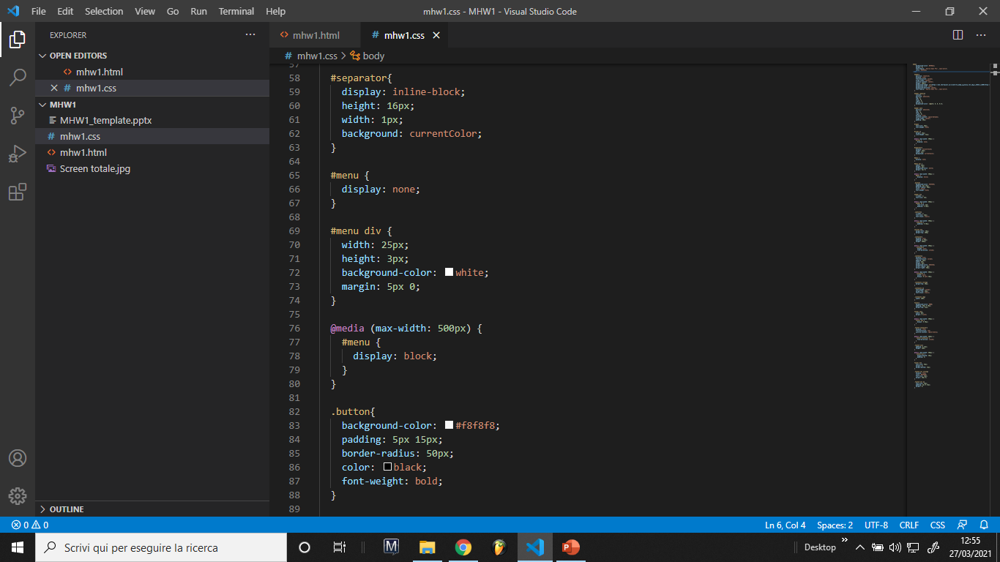 File Edit Selection View Go Run Terminal Help mhw1.css - MHW1 - Visual Studio Code
EXPLORER
OPEN EDITORS
mhw1.html
mhw1.css
MHW1
MHW1_template.pptx
mhw1.css
mhw1.html
Screen totale.jpg
OUTLINE
mhw1.html # mhw1.css
# mhw1.css > body
57
58 #separator{
59 display: inline-block;
60 height: 16px;
61 width: 1px;
62 background: currentColor;
63 }
64
65 #menu {
66 display: none;
67 }
68
69 #menu div {
70 width: 25px;
71 height: 3px;
72 background-color: white;
73 margin: 5px 0;
74 }
75
76 @media (max-width: 500px) {
77 #menu {
78 display: block;
79 }
80 }
81
82 .button{
83 background-color: #f8f8f8;
84 padding: 5px 15px;
85 border-radius: 50px;
86 color: black;
87 font-weight: bold;
88 }
89
0 0 Ln 6, Col 4 Spaces: 2 UTF-8 CRLF CSS
Scrivi qui per eseguire la ricerca
Desktop
12:55
27/03/2021